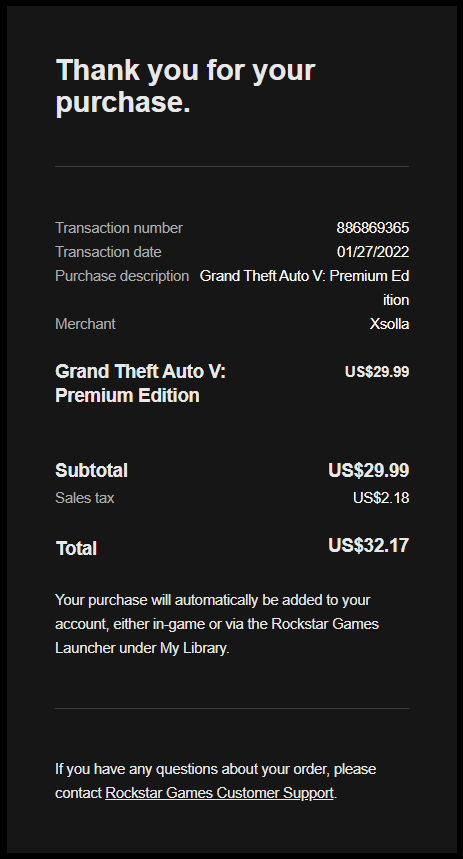 Thank you for your
purchase.
Transaction number 886869365
Transaction date 01/27/2022
Purchase description Grand Theft Auto V: Premium Ed
ition
Merchant Xsolla
Grand Theft Auto V: US$29.99
Premium Edition
Subtotal US$29.99
Sales tax US$2.18
Total US$32.17
Your purchase will automatically be added to your
account, either in-game or via the Rockstar Games
Launcher under My Library.
If you have any questions about your order, please
contact Rockstar Games Customer Support.